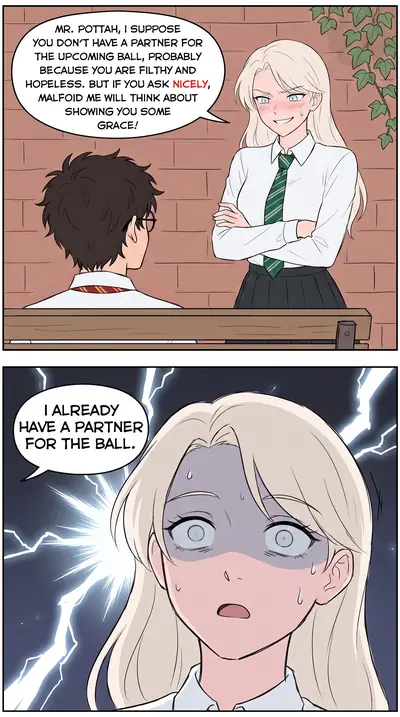 MR. POTTAH, I SUPPOSE
YOU DON'T HAVE A PARTNER FOR
THE UPCOMING BALL, PROBABLY
BECAUSE YOU ARE FILTHY AND
HOPELESS. BUT IF YOU ASK NICELY,
MALFOID ME WILL THINK ABOUT
SHOWING YOU SOME
GRACE!
I ALREADY
HAVE A PARTNER
FOR THE BALL.